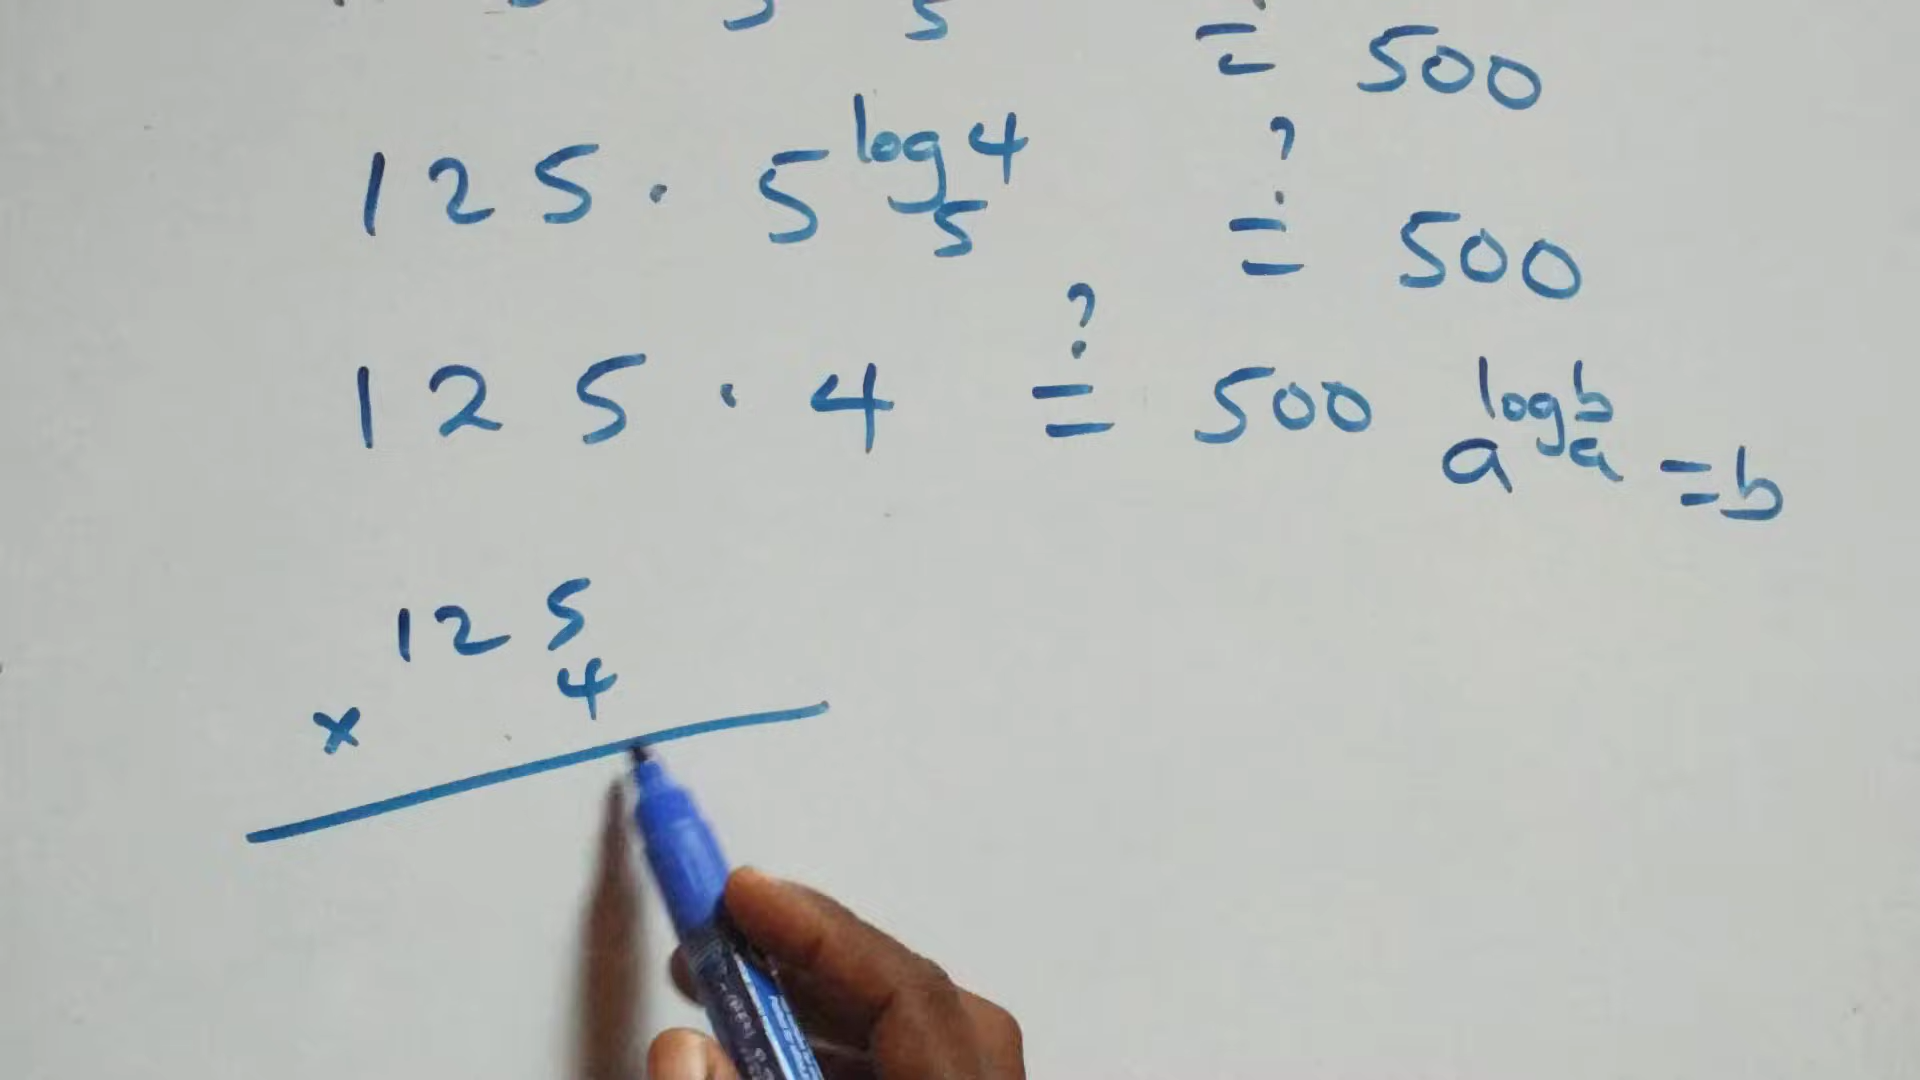 = 500
125 · 5^log₅4 ≟ 500
125 · 4 ≟ 500 a^logₐb = b
125
× 4